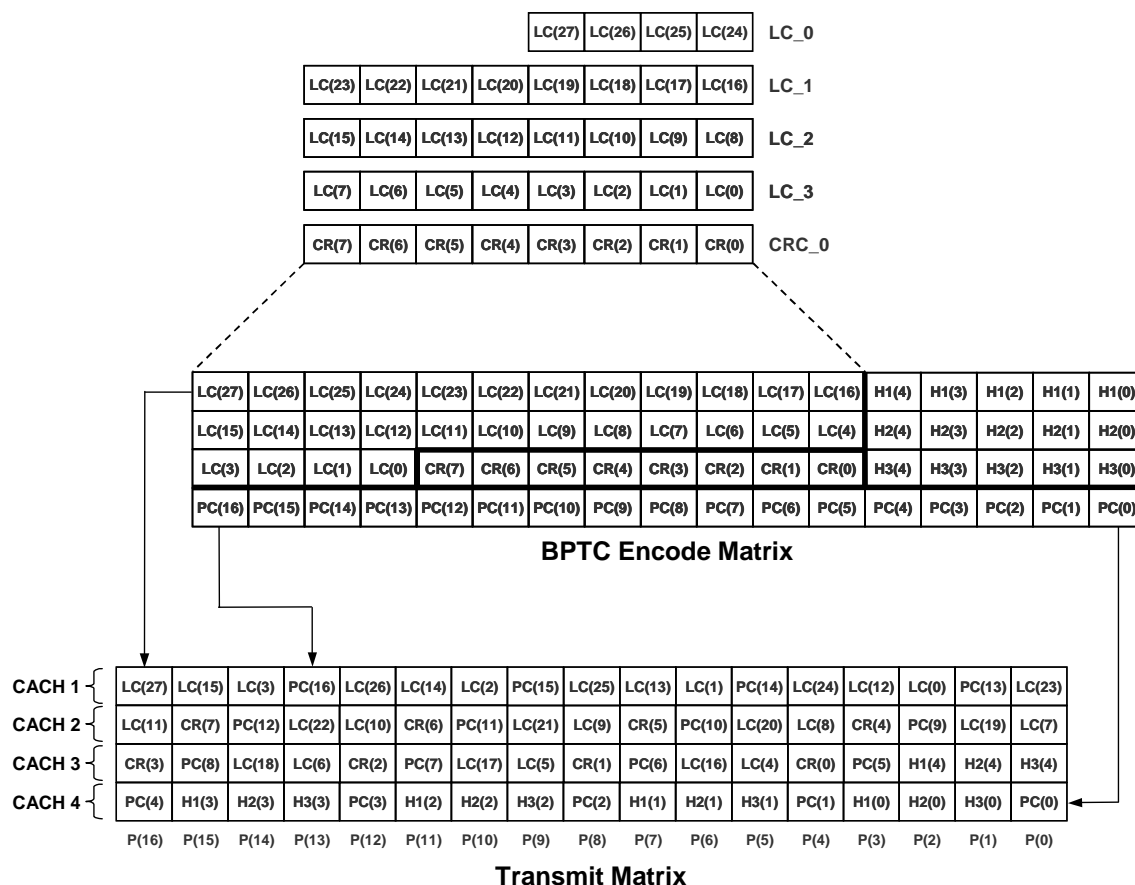 LC(27) LC(26) LC(25) LC(24) LC_0
LC(23) LC(22) LC(21) LC(20) LC(19) LC(18) LC(17) LC(16) LC_1
LC(15) LC(14) LC(13) LC(12) LC(11) LC(10) LC(9) LC(8) LC_2
LC(7) LC(6) LC(5) LC(4) LC(3) LC(2) LC(1) LC(0) LC_3
CR(7) CR(6) CR(5) CR(4) CR(3) CR(2) CR(1) CR(0) CRC_0
LC(27) LC(26) LC(25) LC(24) LC(23) LC(22) LC(21) LC(20) LC(19) LC(18) LC(17) LC(16) H1(4) H1(3) H1(2) H1(1) H1(0)
LC(15) LC(14) LC(13) LC(12) LC(11) LC(10) LC(9) LC(8) LC(7) LC(6) LC(5) LC(4) H2(4) H2(3) H2(2) H2(1) H2(0)
LC(3) LC(2) LC(1) LC(0) CR(7) CR(6) CR(5) CR(4) CR(3) CR(2) CR(1) CR(0) H3(4) H3(3) H3(2) H3(1) H3(0)
PC(16) PC(15) PC(14) PC(13) PC(12) PC(11) PC(10) PC(9) PC(8) PC(7) PC(6) PC(5) PC(4) PC(3) PC(2) PC(1) PC(0)
BPTC Encode Matrix
CACH 1 LC(27) LC(15) LC(3) PC(16) LC(26) LC(14) LC(2) PC(15) LC(25) LC(13) LC(1) PC(14) LC(24) LC(12) LC(0) PC(13) LC(23)
CACH 2 LC(11) CR(7) PC(12) LC(22) LC(10) CR(6) PC(11) LC(21) LC(9) CR(5) PC(10) LC(20) LC(8) CR(4) PC(9) LC(19) LC(7)
CACH 3 CR(3) PC(8) LC(18) LC(6) CR(2) PC(7) LC(17) LC(5) CR(1) PC(6) LC(16) LC(4) CR(0) PC(5) H1(4) H2(4) H3(4)
CACH 4 PC(4) H1(3) H2(3) H3(3) PC(3) H1(2) H2(2) H3(2) PC(2) H1(1) H2(1) H3(1) PC(1) H1(0) H2(0) H3(0) PC(0)
P(16) P(15) P(14) P(13) P(12) P(11) P(10) P(9) P(8) P(7) P(6) P(5) P(4) P(3) P(2) P(1) P(0)
Transmit Matrix